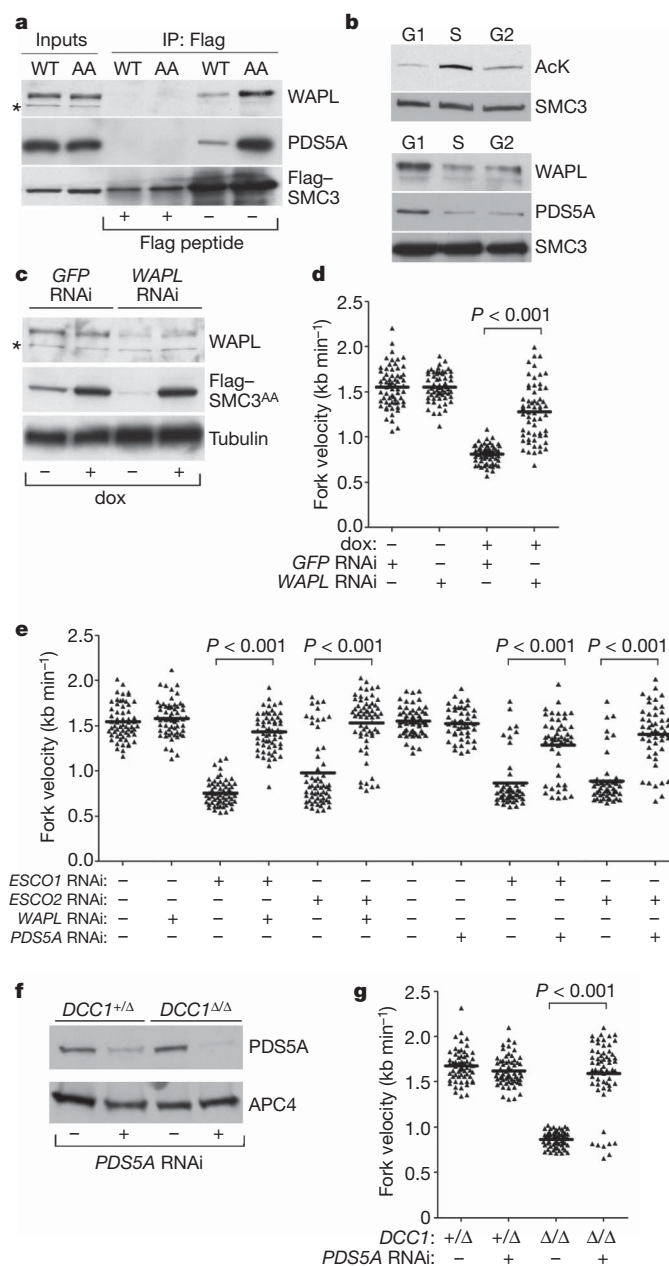 a
Inputs IP: Flag
WT AA WT AA WT AA
WAPL
*
PDS5A
Flag–
SMC3
+ + – –
Flag peptide
b
G1 S G2
AcK
SMC3
G1 S G2
WAPL
PDS5A
SMC3
c
GFP WAPL
RNAi RNAi
WAPL
*
Flag–
SMC3AA
Tubulin
– + – +
dox
d
P < 0.001
2.5
2.0
1.5
1.0
0.5
0.0
Fork velocity (kb min–1)
dox: – – + +
GFP RNAi + – + –
WAPL RNAi – + – +
e
2.5
2.0
1.5
1.0
0.5
0
Fork velocity (kb min–1)
P < 0.001 P < 0.001 P < 0.001 P < 0.001
ESCO1 RNAi: – – + + – – – – + + – –
ESCO2 RNAi: – – – – + + – – – – + +
WAPL RNAi: – + – + – + – – – – – –
PDS5A RNAi: – – – – – – – + – + – +
f
DCC1+/Δ DCC1Δ/Δ
PDS5A
APC4
– + – +
PDS5A RNAi
g
P < 0.001
2.5
2.0
1.5
1.0
0.5
0
Fork velocity (kb min–1)
DCC1: +/Δ +/Δ Δ/Δ Δ/Δ
PDS5A RNAi: – + – +